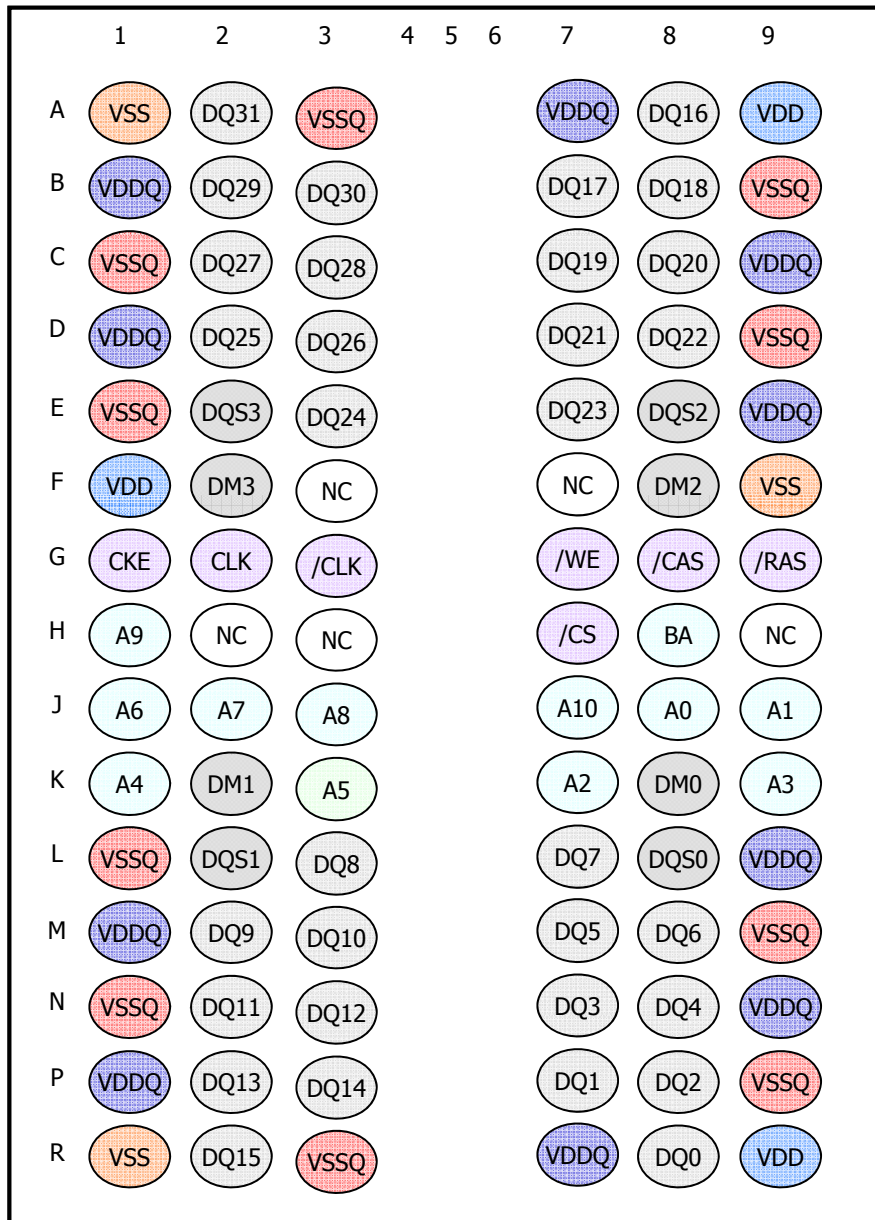 1 2 3 4 5 6 7 8 9
A VSS DQ31 VSSQ VDDQ DQ16 VDD
B VDDQ DQ29 DQ30 DQ17 DQ18 VSSQ
C VSSQ DQ27 DQ28 DQ19 DQ20 VDDQ
D VDDQ DQ25 DQ26 DQ21 DQ22 VSSQ
E VSSQ DQS3 DQ24 DQ23 DQS2 VDDQ
F VDD DM3 NC NC DM2 VSS
G CKE CLK /CLK /WE /CAS /RAS
H A9 NC NC /CS BA NC
J A6 A7 A8 A10 A0 A1
K A4 DM1 A5 A2 DM0 A3
L VSSQ DQS1 DQ8 DQ7 DQS0 VDDQ
M VDDQ DQ9 DQ10 DQ5 DQ6 VSSQ
N VSSQ DQ11 DQ12 DQ3 DQ4 VDDQ
P VDDQ DQ13 DQ14 DQ1 DQ2 VSSQ
R VSS DQ15 VSSQ VDDQ DQ0 VDD